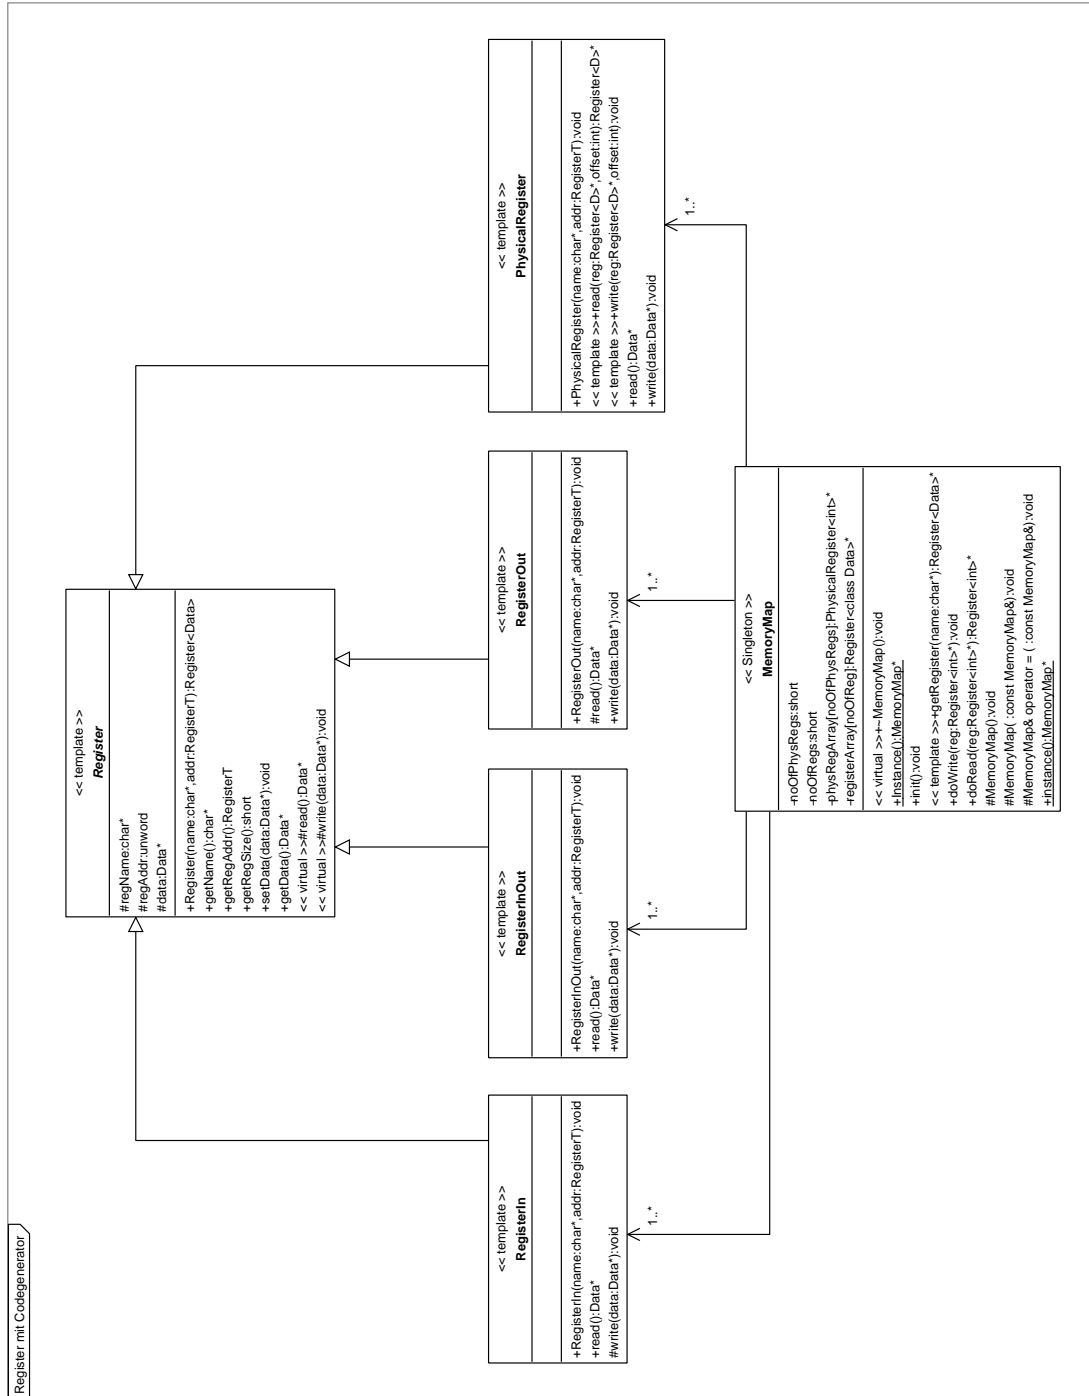 Register mit Codegenerator
<< template >>
Register
#regName:char*
#regAddr:unword
#data:Data*
+Register(name:char*,addr:RegisterT):Register<Data>
+getName():char*
+getRegAddr():RegisterT
+getRegSize():short
+setData(data:Data*):void
+getData():Data*
<< virtual >>#read():Data*
<< virtual >>#write(data:Data*):void
<< template >>
RegisterIn
+RegisterIn(name:char*,addr:RegisterT):void
+read():Data*
#write(data:Data*):void
1..*
<< template >>
RegisterInOut
+RegisterInOut(name:char*,addr:RegisterT):void
+read():Data*
+write(data:Data*):void
1..*
<< template >>
RegisterOut
+RegisterOut(name:char*,addr:RegisterT):void
#read():Data*
+write(data:Data*):void
1..*
<< template >>
PhysicalRegister
+PhysicalRegister(name:char*,addr:RegisterT):void
<< template >>+read(reg:Register<D>*,offset:int):Register<D>*
<< template >>+write(reg:Register<D>*,offset:int):void
+read():Data*
+write(data:Data*):void
1..*
<< Singleton >>
MemoryMap
-noOfPhysRegs:short
-noOfRegs:short
-physRegArray[noOfPhysRegs]:PhysicalRegister<int>*
-registerArray[noOfReg]:Register<class Data>*
<< virtual >>+~MemoryMap():void
+Instance():MemoryMap*
+init():void
<< template >>+getRegister(name:char*):Register<Data>*
+doWrite(reg:Register<int>*):void
+doRead(reg:Register<int>*):Register<int>*
#MemoryMap():void
#MemoryMap( :const MemoryMap&):void
#MemoryMap& operator = ( :const MemoryMap&):void
+instance():MemoryMap*